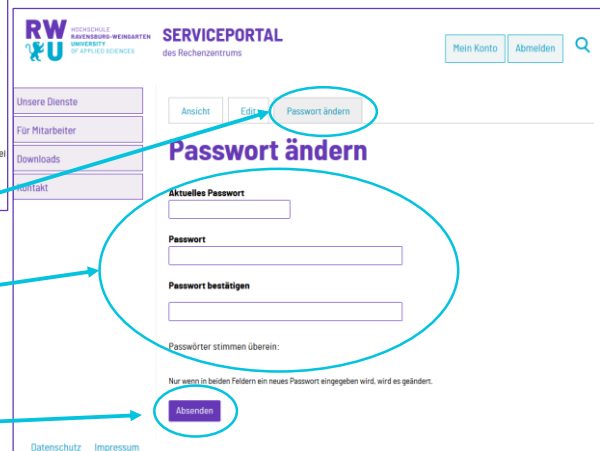 RWU
HOCHSCHULE
RAVENSBURG-WEINGARTEN
UNIVERSITY
OF APPLIED SCIENCES
SERVICEPORTAL
des Rechenzentrums
Mein Konto
Abmelden
Unsere Dienste
Für Mitarbeiter
Downloads
Kontakt
Ansicht
Edit
Passwort ändern
Passwort ändern
Aktuelles Passwort
Passwort
Passwort bestätigen
Passwörter stimmen überein:
Nur wenn in beiden Feldern ein neues Passwort eingegeben wird, wird es geändert.
Absenden
Datenschutz
Impressum